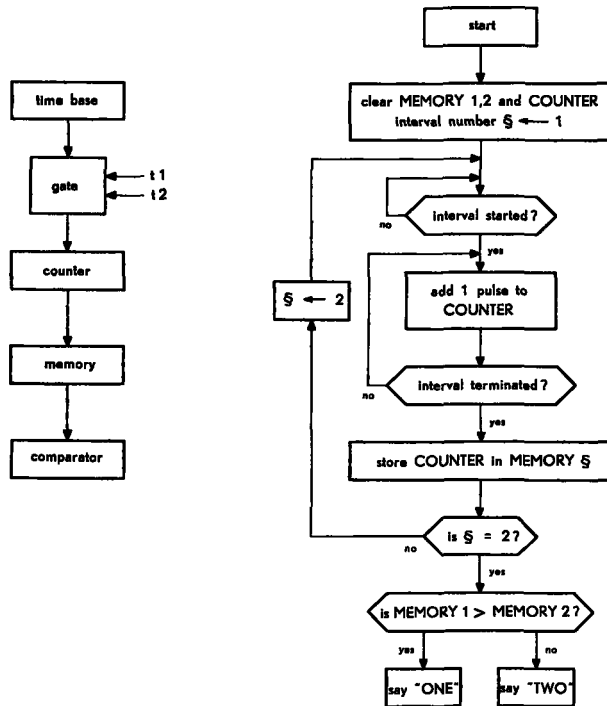 time base
gate
t 1
t 2
counter
memory
comparator
start
clear MEMORY 1,2 and COUNTER
interval number § ← 1
interval started?
no
yes
§ ← 2
add 1 pulse to
COUNTER
interval terminated?
no
yes
store COUNTER in MEMORY §
is § = 2?
no
yes
is MEMORY 1 > MEMORY 2?
yes
no
say "ONE"
say "TWO"